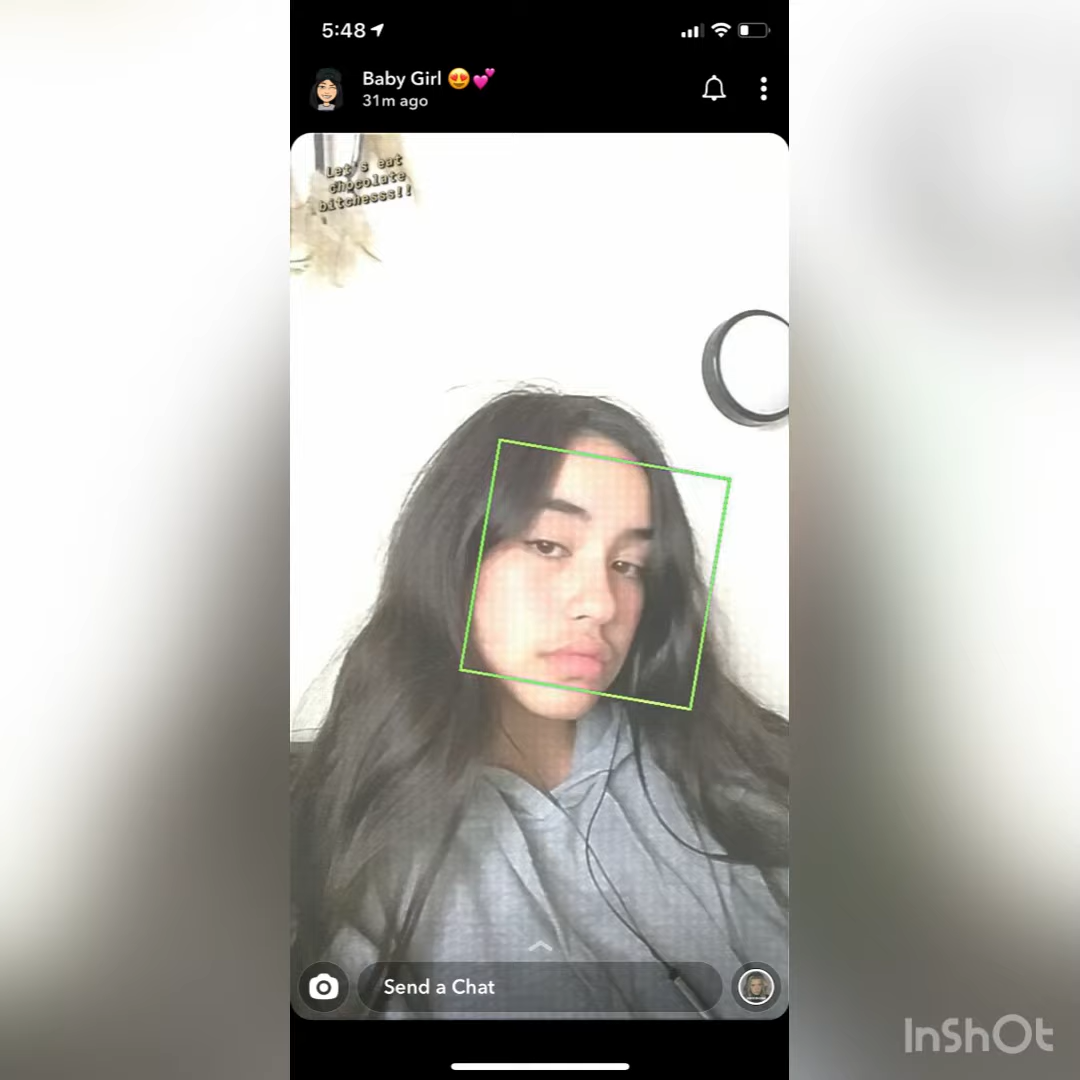 5:48
Baby Girl 😍💕
31m ago
Let's eat
chocolate
bitchesss!!
Send a Chat
InShOt